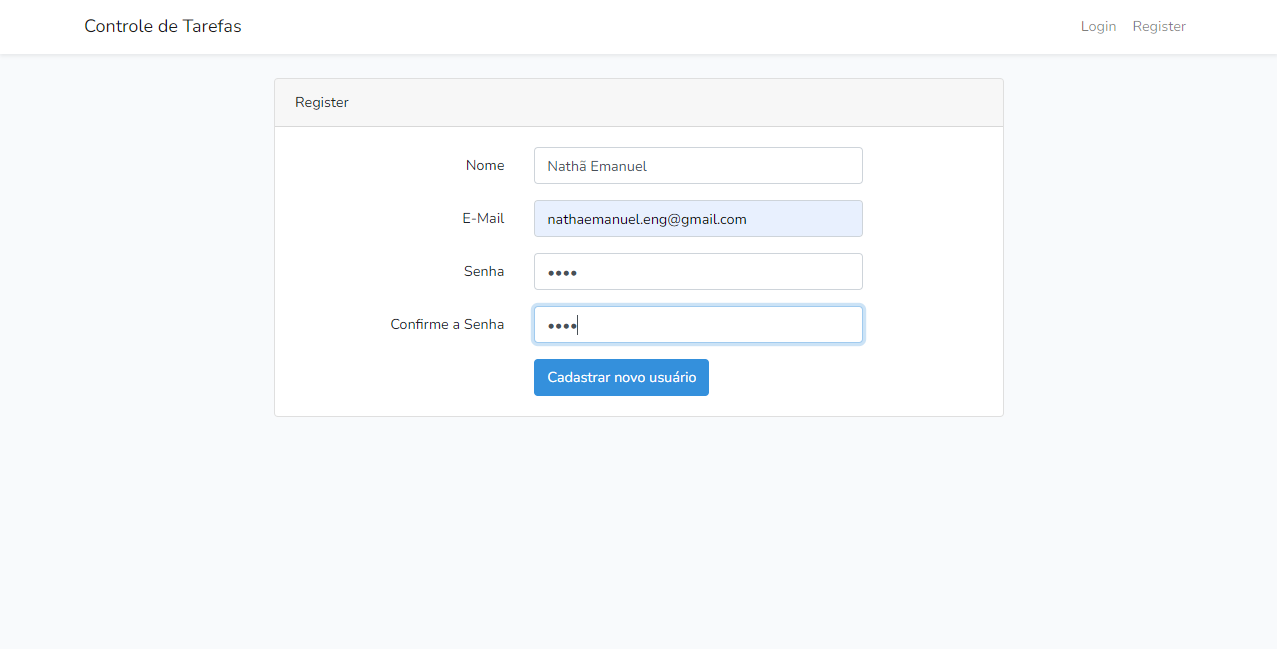 Controle de Tarefas Login Register
Register
Nome Nathã Emanuel
E-Mail nathaemanuel.eng@gmail.com
Senha ••••
Confirme a Senha ••••
Cadastrar novo usuário